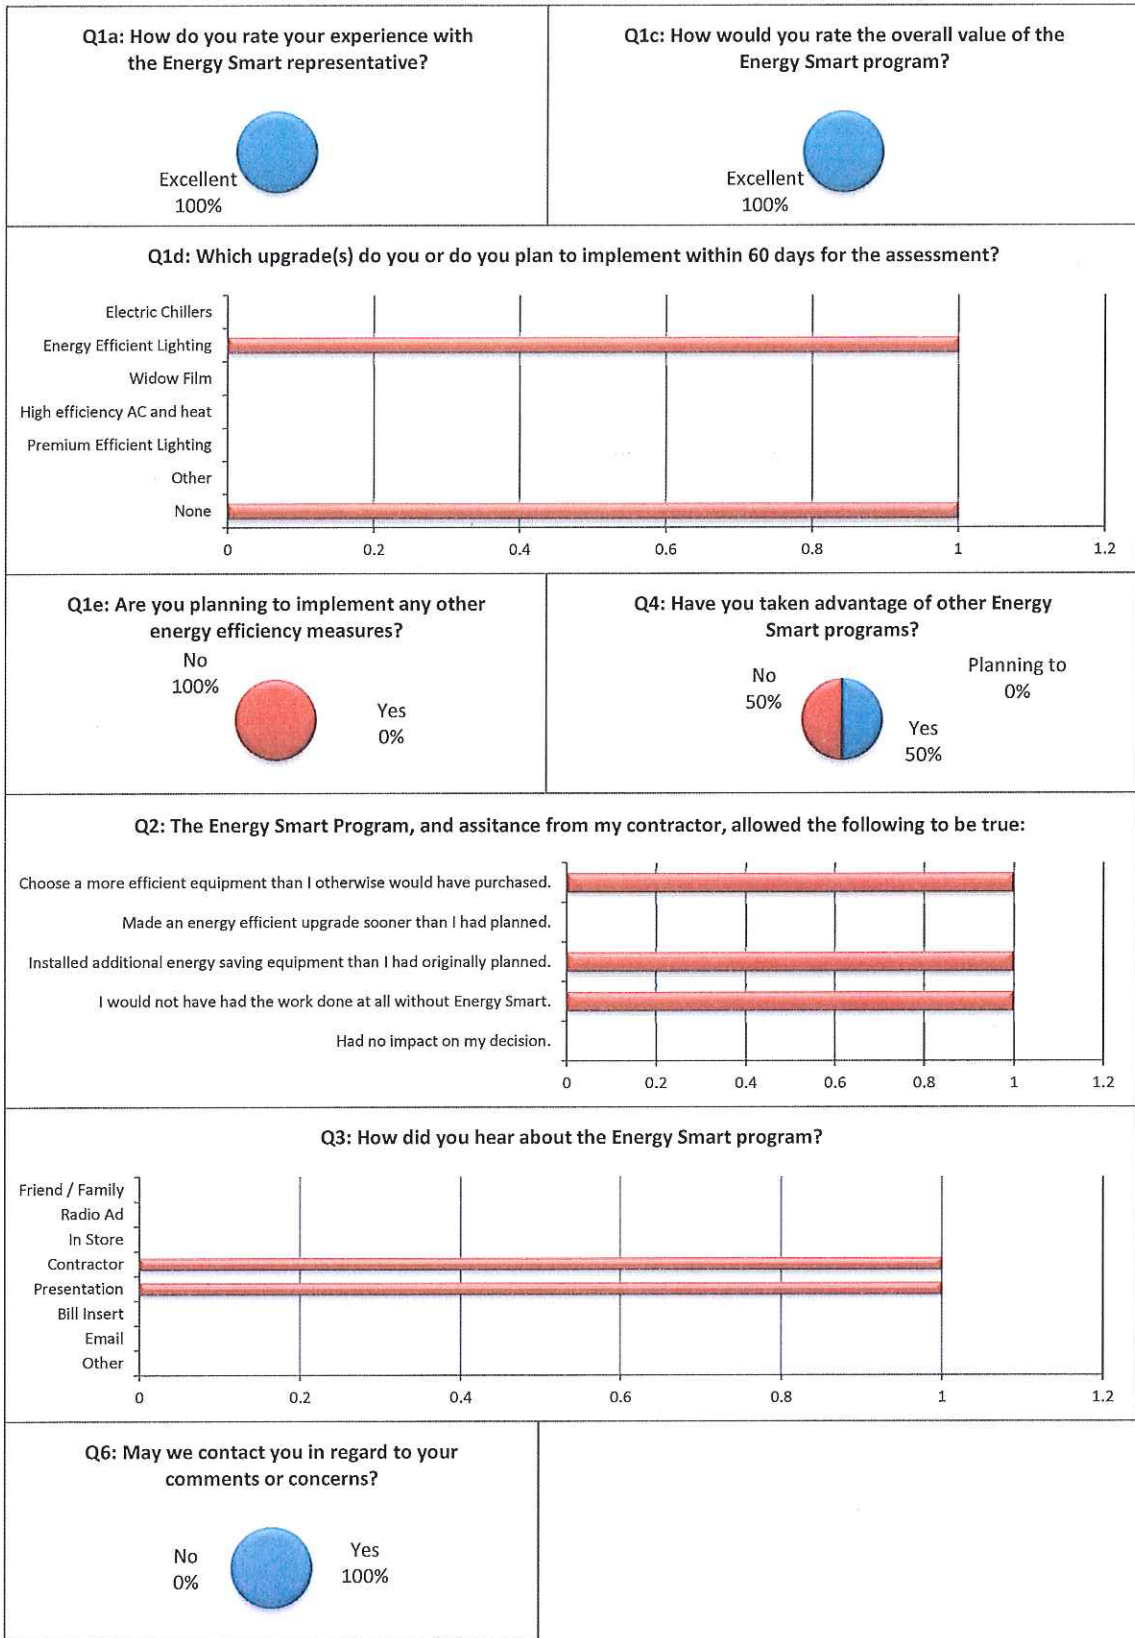 Q1a: How do you rate your experience with
the Energy Smart representative?
Excellent
100%
Q1c: How would you rate the overall value of the
Energy Smart program?
Excellent
100%
Q1d: Which upgrade(s) do you or do you plan to implement within 60 days for the assessment?
Electric Chillers
Energy Efficient Lighting
Widow Film
High efficiency AC and heat
Premium Efficient Lighting
Other
None
0 0.2 0.4 0.6 0.8 1 1.2
Q1e: Are you planning to implement any other
energy efficiency measures?
No
100%
Yes
0%
Q4: Have you taken advantage of other Energy
Smart programs?
No
50%
Planning to
0%
Yes
50%
Q2: The Energy Smart Program, and assitance from my contractor, allowed the following to be true:
Choose a more efficient equipment than I otherwise would have purchased.
Made an energy efficient upgrade sooner than I had planned.
Installed additional energy saving equipment than I had originally planned.
I would not have had the work done at all without Energy Smart.
Had no impact on my decision.
0 0.2 0.4 0.6 0.8 1 1.2
Q3: How did you hear about the Energy Smart program?
Friend / Family
Radio Ad
In Store
Contractor
Presentation
Bill Insert
Email
Other
0 0.2 0.4 0.6 0.8 1 1.2
Q6: May we contact you in regard to your
comments or concerns?
No
0%
Yes
100%